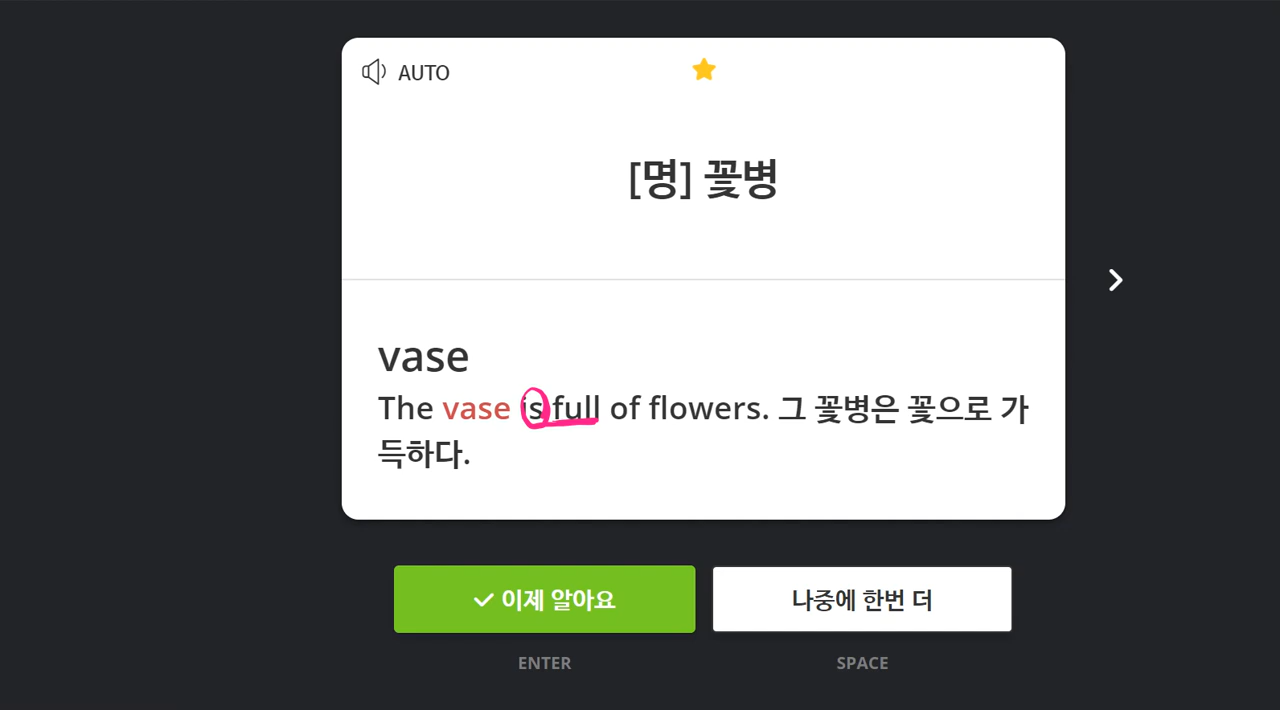 AUTO
[명] 꽃병
vase
The vase is full of flowers. 그 꽃병은 꽃으로 가
득하다.
이제 알아요
나중에 한번 더
ENTER
SPACE